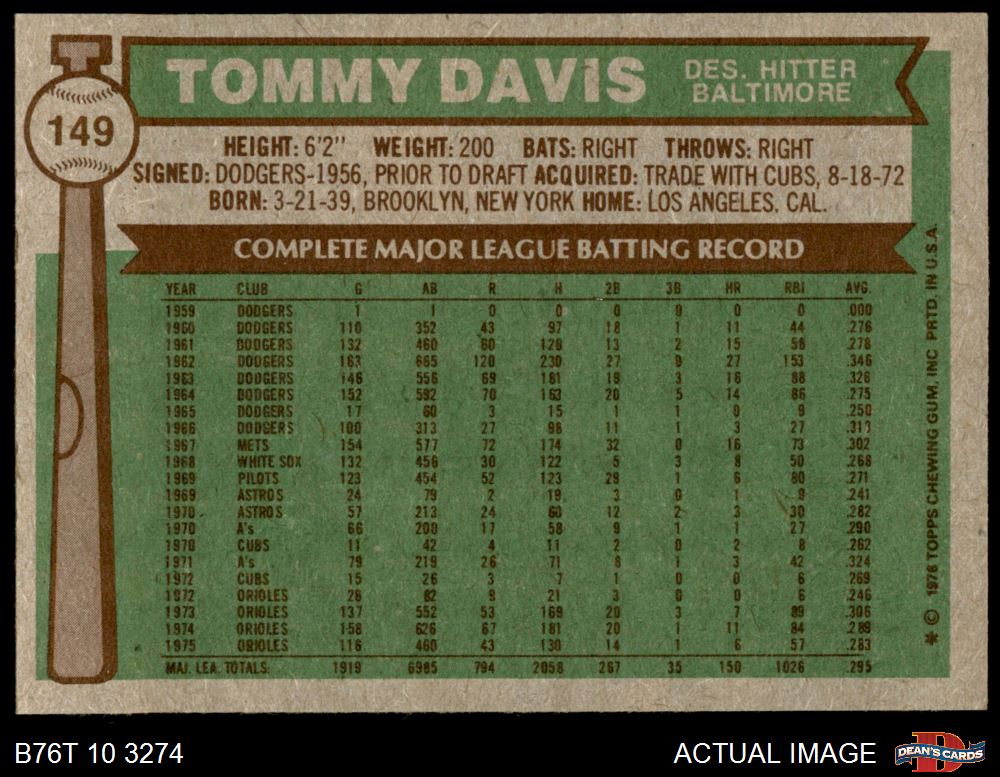 149
TOMMY DAVIS DES. HITTER
BALTIMORE
HEIGHT: 6'2" WEIGHT: 200 BATS: RIGHT THROWS: RIGHT
SIGNED: DODGERS-1956, PRIOR TO DRAFT ACQUIRED: TRADE WITH CUBS, 8-18-72
BORN: 3-21-39, BROOKLYN, NEW YORK HOME: LOS ANGELES, CAL.
COMPLETE MAJOR LEAGUE BATTING RECORD
YEAR CLUB G AB R H 2B 3B HR RBI AVG.
1959 DODGERS 1 1 0 0 0 0 0 0 .000
1960 DODGERS 110 352 43 97 18 1 11 44 .276
1961 DODGERS 132 460 60 128 13 2 15 58 .278
1962 DODGERS 163 665 120 230 27 9 27 153 .346
1963 DODGERS 146 556 69 181 19 3 16 88 .326
1964 DODGERS 152 592 70 163 20 5 14 86 .275
1965 DODGERS 17 60 3 15 1 1 0 9 .250
1966 DODGERS 100 313 27 98 11 1 3 27 .313
1967 METS 154 577 72 174 32 0 16 73 .302
1968 WHITE SOX 132 456 30 122 5 3 8 50 .268
1969 PILOTS 123 454 52 123 29 1 6 80 .271
1969 ASTROS 24 79 2 19 3 0 1 9 .241
1970 ASTROS 57 213 24 60 12 2 3 30 .282
1970 A's 66 200 17 58 9 1 1 27 .290
1970 CUBS 11 42 4 11 2 0 2 8 .262
1971 A's 79 219 26 71 8 1 3 42 .324
1972 CUBS 15 26 3 7 1 0 0 6 .269
1972 ORIOLES 26 82 9 21 3 0 0 6 .246
1973 ORIOLES 137 552 53 169 20 3 7 89 .306
1974 ORIOLES 158 626 67 181 20 1 11 84 .289
1975 ORIOLES 116 460 43 130 14 1 6 57 .283
MAJ. LEA. TOTALS: 1919 6985 794 2058 267 35 150 1026 .295
* © 1976 TOPPS CHEWING GUM, INC PRTD. IN U.S.A.
B76T 10 3274
ACTUAL IMAGE
DEAN'S CARDS